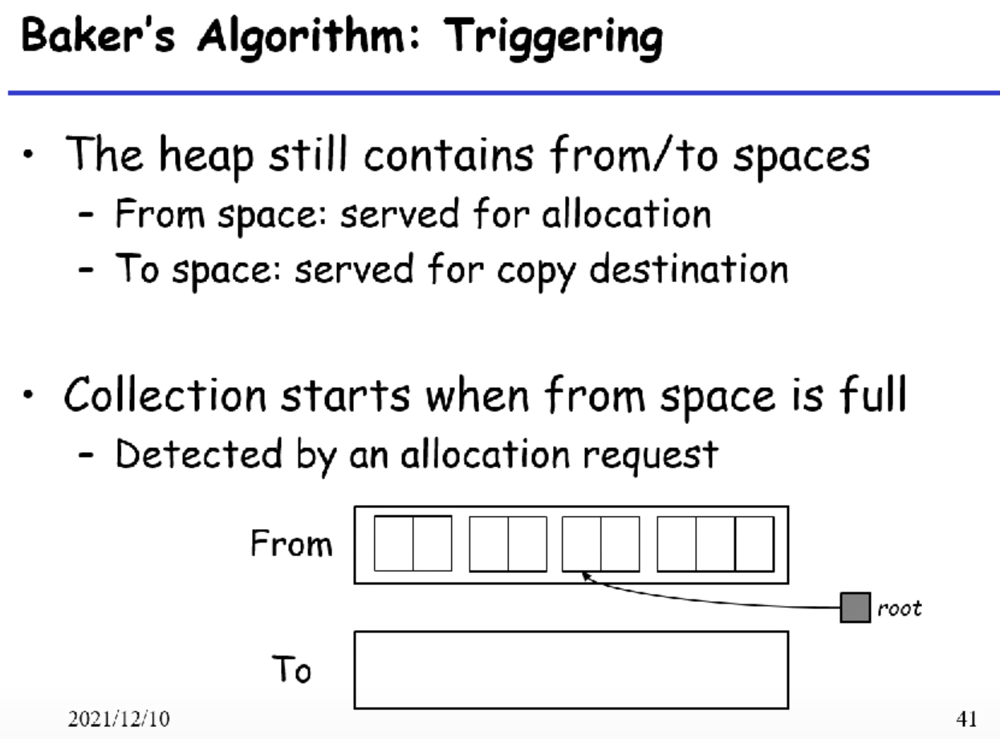 Baker's Algorithm: Triggering
• The heap still contains from/to spaces
– From space: served for allocation
– To space: served for copy destination
• Collection starts when from space is full
– Detected by an allocation request
From
root
To
2021/12/10
41